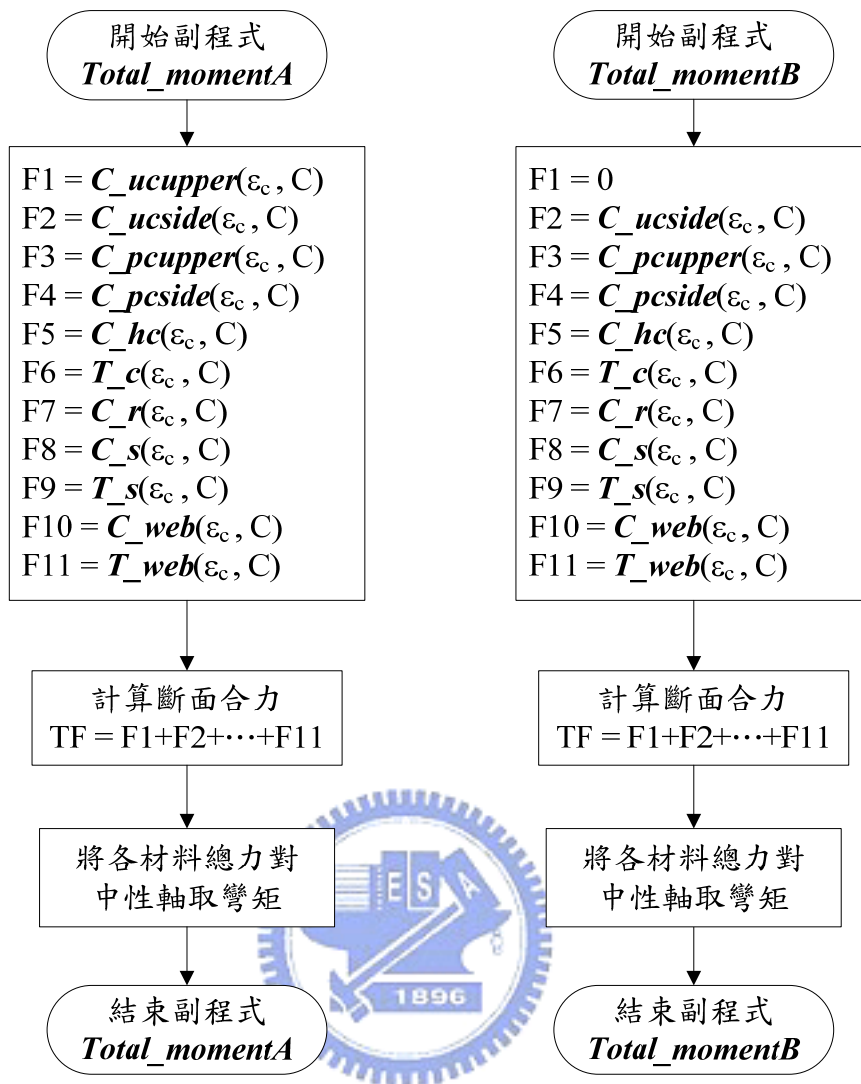 開始副程式
Total_momentA
F1 = C_ucupper(εc , C)
F2 = C_ucside(εc , C)
F3 = C_pcupper(εc , C)
F4 = C_pcside(εc , C)
F5 = C_hc(εc , C)
F6 = T_c(εc , C)
F7 = C_r(εc , C)
F8 = C_s(εc , C)
F9 = T_s(εc , C)
F10 = C_web(εc , C)
F11 = T_web(εc , C)
計算斷面合力
TF = F1+F2+⋯+F11
將各材料總力對
中性軸取彎矩
結束副程式
Total_momentA
開始副程式
Total_momentB
F1 = 0
F2 = C_ucside(εc , C)
F3 = C_pcupper(εc , C)
F4 = C_pcside(εc , C)
F5 = C_hc(εc , C)
F6 = T_c(εc , C)
F7 = C_r(εc , C)
F8 = C_s(εc , C)
F9 = T_s(εc , C)
F10 = C_web(εc , C)
F11 = T_web(εc , C)
計算斷面合力
TF = F1+F2+⋯+F11
將各材料總力對
中性軸取彎矩
結束副程式
Total_momentB
E S A
1896